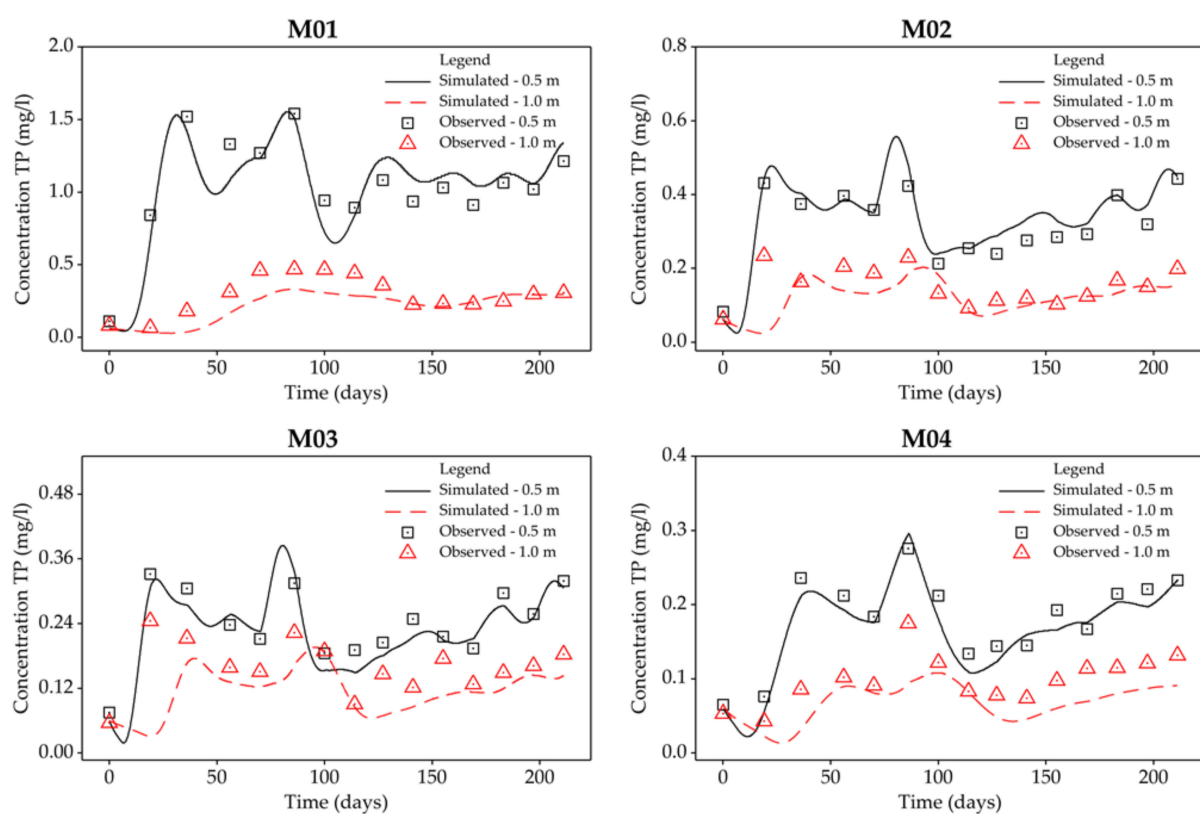 M01
Concentration TP (mg/l)
2.0
1.5
1.0
0.5
0.0
Legend
Simulated - 0.5 m
Simulated - 1.0 m
Observed - 0.5 m
Observed - 1.0 m
0 50 100 150 200
Time (days)
M02
Concentration TP (mg/l)
0.8
0.6
0.4
0.2
0.0
Legend
Simulated - 0.5 m
Simulated - 1.0 m
Observed - 0.5 m
Observed - 1.0 m
0 50 100 150 200
Time (days)
M03
Concentration TP (mg/l)
0.48
0.36
0.24
0.12
0.00
Legend
Simulated - 0.5 m
Simulated - 1.0 m
Observed - 0.5 m
Observed - 1.0 m
0 50 100 150 200
Time (days)
M04
Concentration TP (mg/l)
0.4
0.3
0.2
0.1
0.0
Legend
Simulated - 0.5 m
Simulated - 1.0 m
Observed - 0.5 m
Observed - 1.0 m
0 50 100 150 200
Time (days)